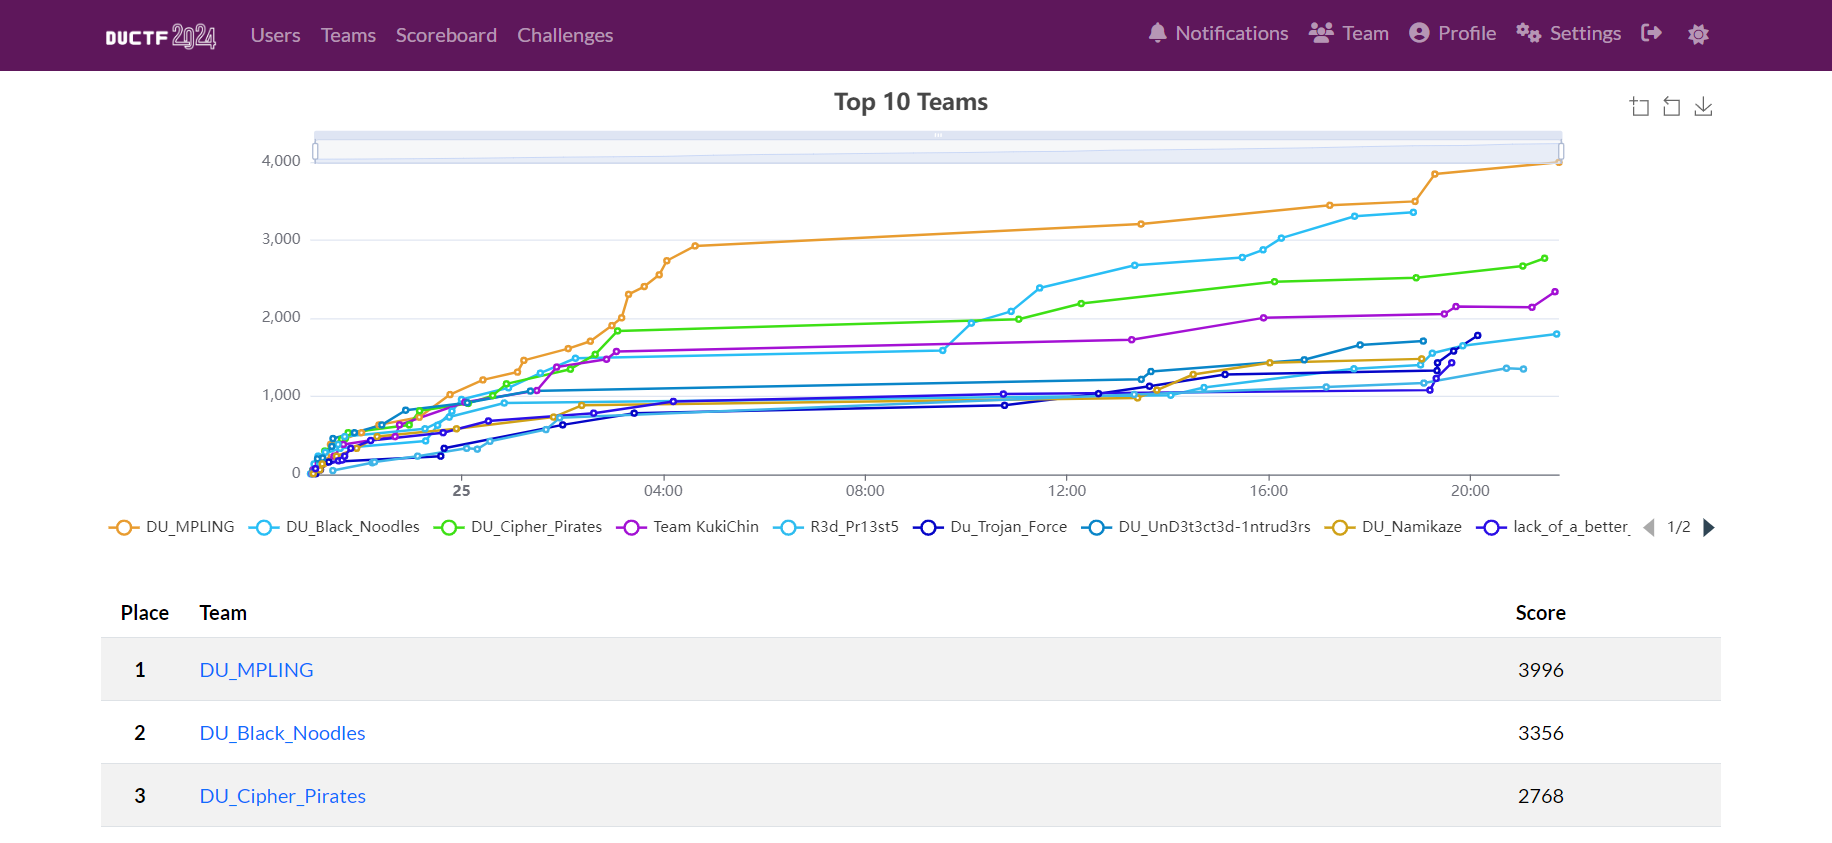 DUCTF 2024 Users Teams Scoreboard Challenges Notifications Team Profile Settings
Top 10 Teams
4,000
3,000
2,000
1,000
0
25 04:00 08:00 12:00 16:00 20:00
DU_MPLING DU_Black_Noodles DU_Cipher_Pirates Team KukiChin R3d_Pr13st5 Du_Trojan_Force DU_UnD3t3ct3d-1ntrud3rs DU_Namikaze lack_of_a_better_ 1/2
Place Team Score
1 DU_MPLING 3996
2 DU_Black_Noodles 3356
3 DU_Cipher_Pirates 2768